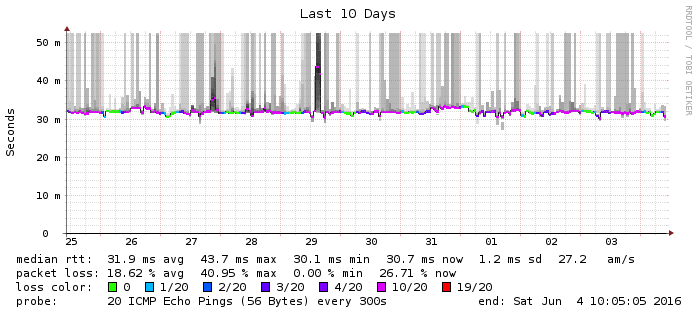 Last 10 Days
RRDTOOL / TOBI OETIKER
Seconds
50 m
40 m
30 m
20 m
10 m
0
25 26 27 28 29 30 31 01 02 03
median rtt: 31.9 ms avg 43.7 ms max 30.1 ms min 30.7 ms now 1.2 ms sd 27.2 am/s
packet loss: 18.62 % avg 40.95 % max 0.00 % min 26.71 % now
loss color: 0 1/20 2/20 3/20 4/20 10/20 19/20
probe: 20 ICMP Echo Pings (56 Bytes) every 300s end: Sat Jun 4 10:05:05 2016